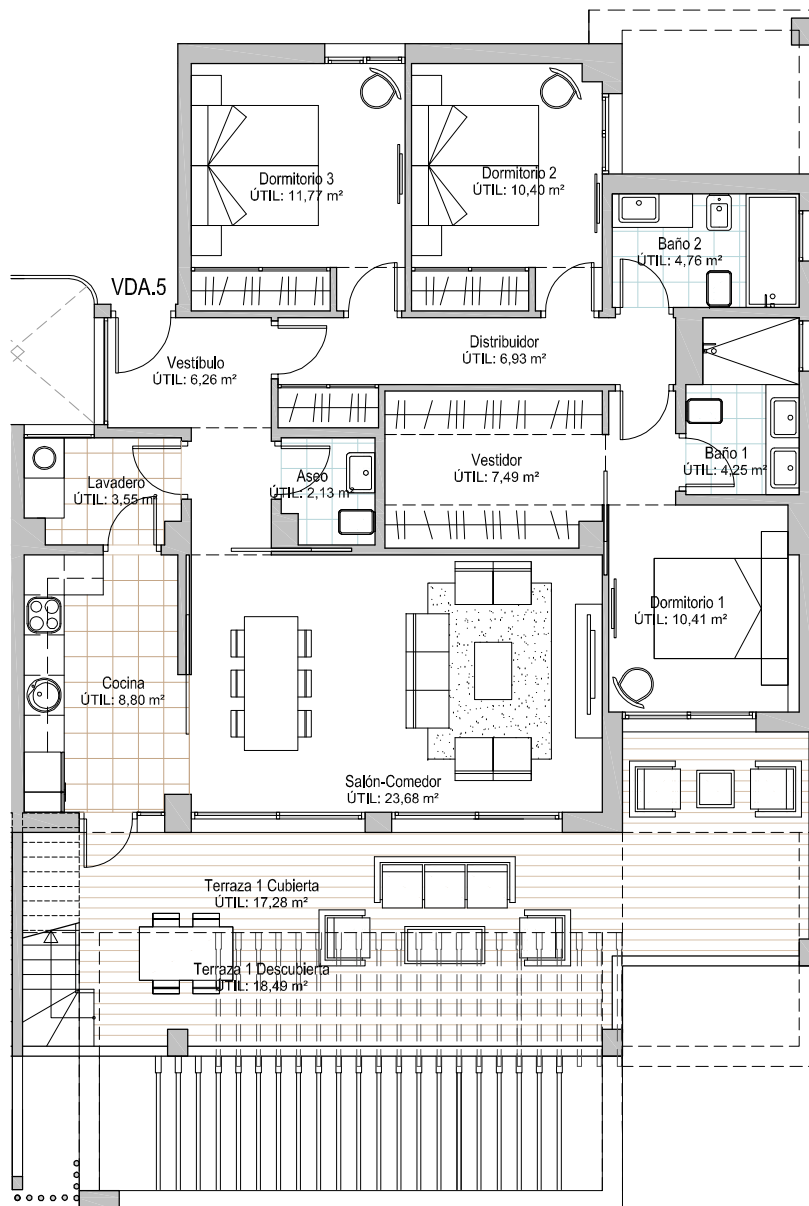 Dormitorio 3
ÚTIL: 11,77 m²
Dormitorio 2
ÚTIL: 10,40 m²
Baño 2
ÚTIL: 4,76 m²
VDA.5
Vestíbulo
ÚTIL: 6,26 m²
Distribuidor
ÚTIL: 6,93 m²
Lavadero
ÚTIL: 3,55 m²
Aseo
ÚTIL: 2,13 m²
Vestidor
ÚTIL: 7,49 m²
Baño 1
ÚTIL: 4,25 m²
Dormitorio 1
ÚTIL: 10,41 m²
Cocina
ÚTIL: 8,80 m²
Salón-Comedor
ÚTIL: 23,68 m²
Terraza 1 Cubierta
ÚTIL: 17,28 m²
Terraza 1 Descubierta
ÚTIL: 18,49 m²